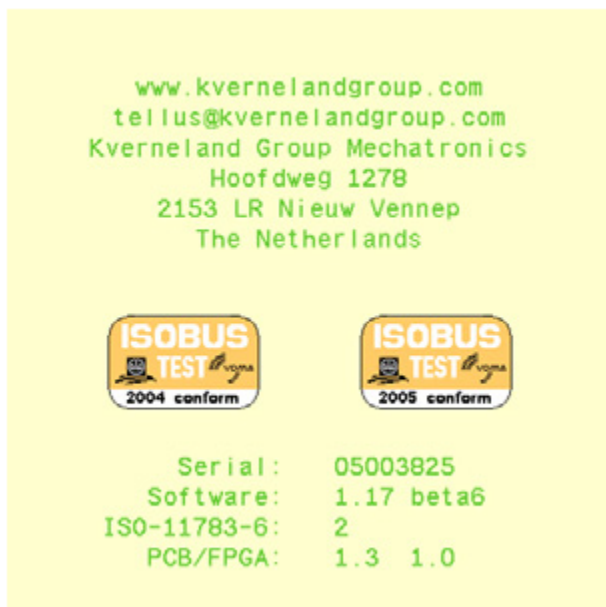 www.kvernelandgroup.com
tellus@kvernelandgroup.com
Kverneland Group Mechatronics
Hoofdweg 1278
2153 LR Nieuw Vennep
The Netherlands
ISOBUS
TEST VDMA
2004 conform
ISOBUS
TEST VDMA
2005 conform
Serial: 05003825
Software: 1.17 beta6
ISO-11783-6: 2
PCB/FPGA: 1.3 1.0